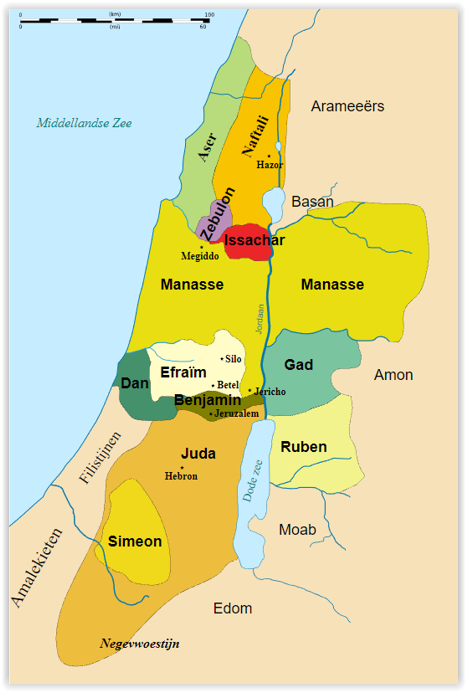 0 (km) 100
0 (mi) 50
Middellandse Zee
Arameeërs
Aser
Naftali
Hazor
Basan
Zebulon
Issachar
Megiddo
Manasse
Manasse
Jordaan
Silo
Efraïm
Gad
Dan
Betel
Jericho
Amon
Benjamin
Jeruzalem
Filistijnen
Juda
Ruben
Hebron
Dode zee
Simeon
Moab
Amalekieten
Edom
Negevwoestijn